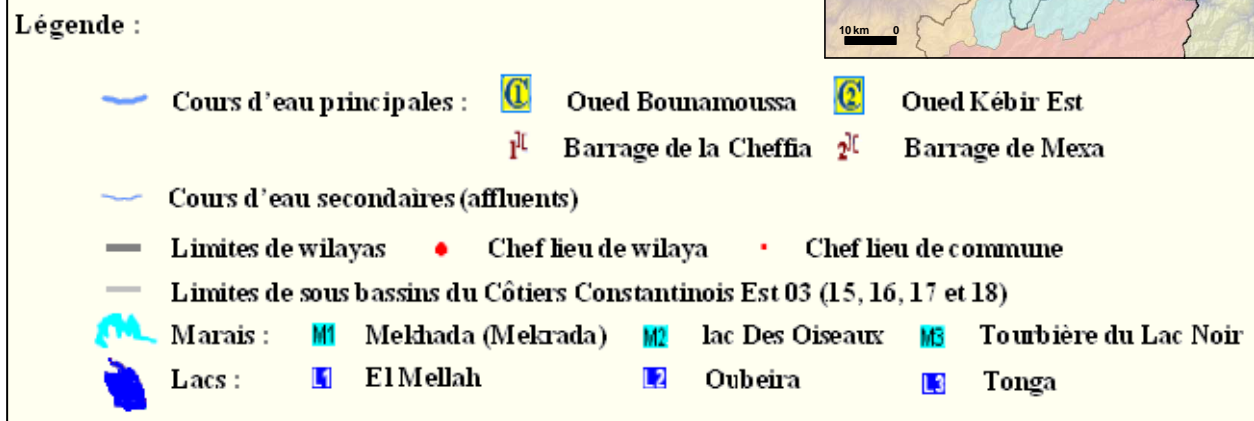 Légende :
10 km 0
Cours d'eau principales : C1 Oued Bounamoussa C2 Oued Kébir Est
1 Barrage de la Cheffia 2 Barrage de Mexa
Cours d'eau secondaires (affluents)
Limites de wilayas Chef lieu de wilaya Chef lieu de commune
Limites de sous bassins du Côtiers Constantinois Est 03 (15, 16, 17 et 18)
Marais : M1 Mekhada (Mekrada) M2 lac Des Oiseaux M3 Tourbière du Lac Noir
Lacs : L1 El Mellah L2 Oubeira L3 Tonga